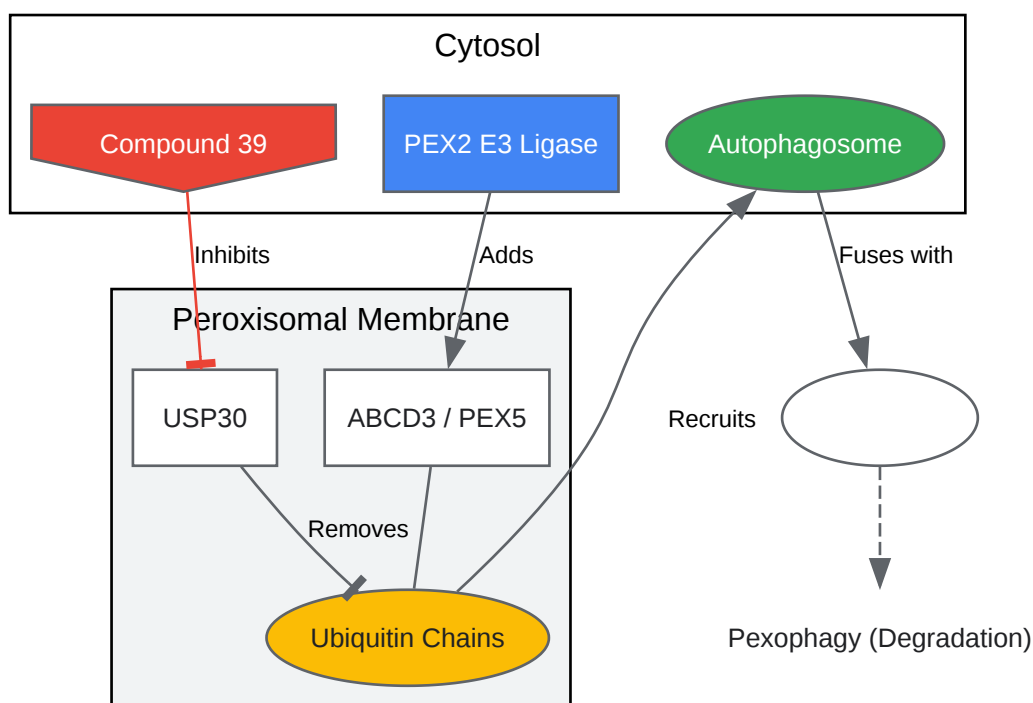 Cytosol
Compound 39
PEX2 E3 Ligase
Autophagosome
Inhibits
Adds
Fuses with
Peroxisomal Membrane
USP30
ABCD3 / PEX5
Recruits
Removes
Ubiquitin Chains
Pexophagy (Degradation)